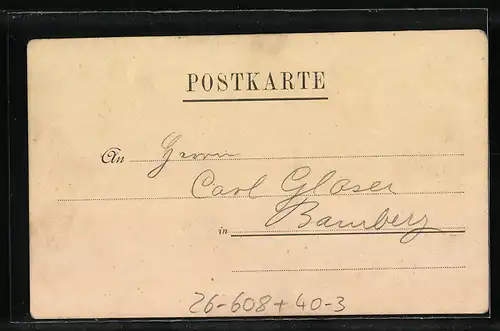 POSTKARTE
An Herrn
Carl Glaser
in Bamberg
26-608+40-3